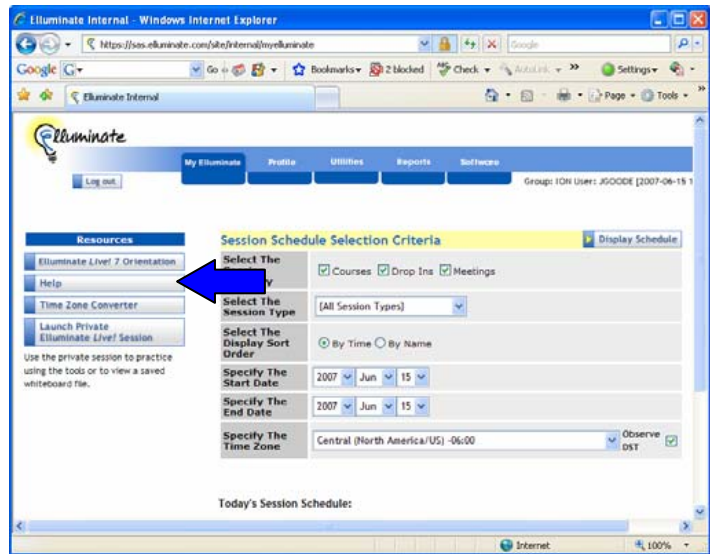 Elluminate Internal - Windows Internet Explorer
https://sas.elluminate.com/site/internal/myelluminate
Google
Google G Go Bookmarks 2 blocked Check AutoLink » Settings
Elluminate Internal Page Tools »
Elluminate
My Elluminate Profile Utilities Reports Software
Log out
Group: ION User: JGOODE [2007-06-15 1
Resources
Elluminate Live! 7 Orientation
Help
Time Zone Converter
Launch Private
Elluminate Live! Session
Use the private session to practice
using the tools or to view a saved
whiteboard file.
Session Schedule Selection Criteria Display Schedule
Select The
y
Courses Drop Ins Meetings
Select The
Session Type
[All Session Types]
Select The
Display Sort
Order
By Time By Name
Specify The
Start Date
2007 Jun 15
Specify The
End Date
2007 Jun 15
Specify The
Time Zone
Central (North America/US) -06:00
Observe
DST
Today's Session Schedule:
Internet 100%